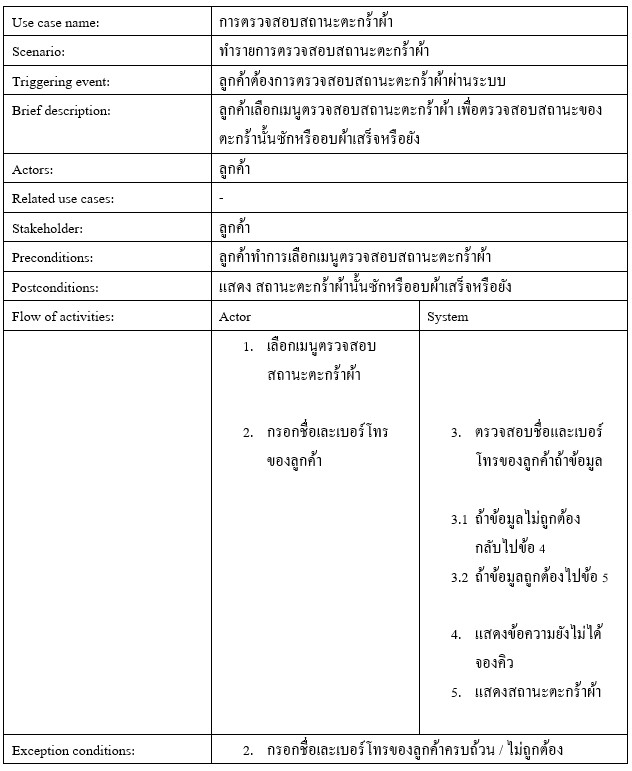 Use case name: การตรวจสอบสถานะตะกร้าผ้า
Scenario: ทำรายการตรวจสอบสถานะตะกร้าผ้า
Triggering event: ลูกค้าต้องการตรวจสอบสถานะตะกร้าผ้าผ่านระบบ
Brief description: ลูกค้าเลือกเมนูตรวจสอบสถานะตะกร้าผ้า เพื่อตรวจสอบสถานะของ
ตะกร้านั้นซักหรืออบผ้าเสร็จหรือยัง
Actors: ลูกค้า
Related use cases: -
Stakeholder: ลูกค้า
Preconditions: ลูกค้าทำการเลือกเมนูตรวจสอบสถานะตะกร้าผ้า
Postconditions: แสดง สถานะตะกร้าผ้านั้นซักหรืออบผ้าเสร็จหรือยัง
Flow of activities: Actor System
1. เลือกเมนูตรวจสอบ
สถานะตะกร้าผ้า
2. กรอกชื่อเละเบอร์โทร
ของลูกค้า
3. ตรวจสอบชื่อและเบอร์
โทรของลูกค้าถ้าข้อมูล
3.1 ถ้าข้อมูลไม่ถูกต้อง
กลับไปข้อ 4
3.2 ถ้าข้อมูลถูกต้องไปข้อ 5
4. แสดงข้อความยังไม่ได้
จองคิว
5. แสดงสถานะตะกร้าผ้า
Exception conditions: 2. กรอกชื่อเละเบอร์โทรของลูกค้าครบถ้วน / ไม่ถูกต้อง